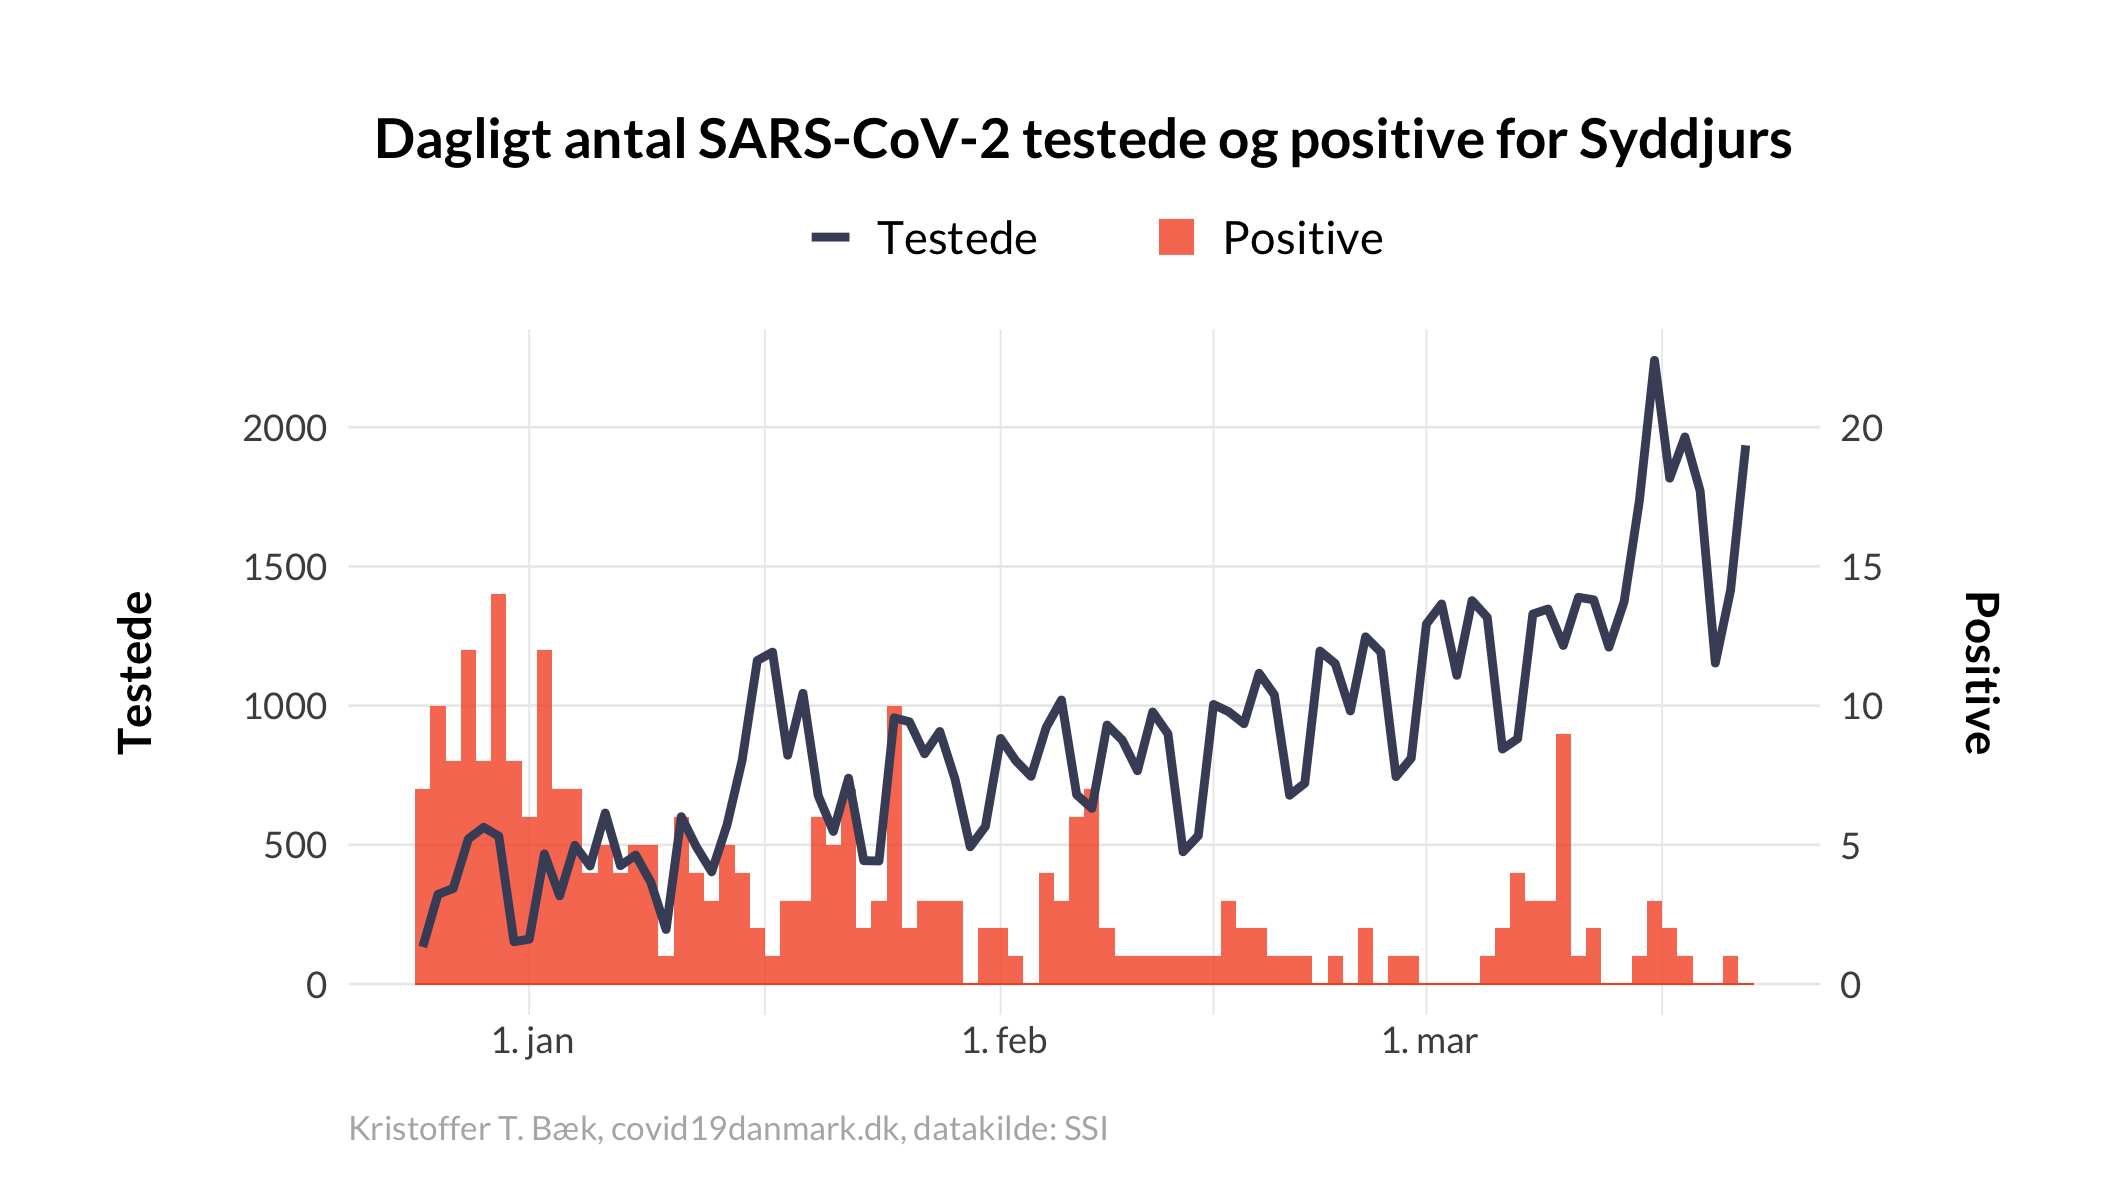 Dagligt antal SARS-CoV-2 testede og positive for Syddjurs
Testede
Positive
2000
1500
1000
500
0
20
15
10
5
0
Testede
Positive
1. jan
1. feb
1. mar
Kristoffer T. Bæk, covid19danmark.dk, datakilde: SSI